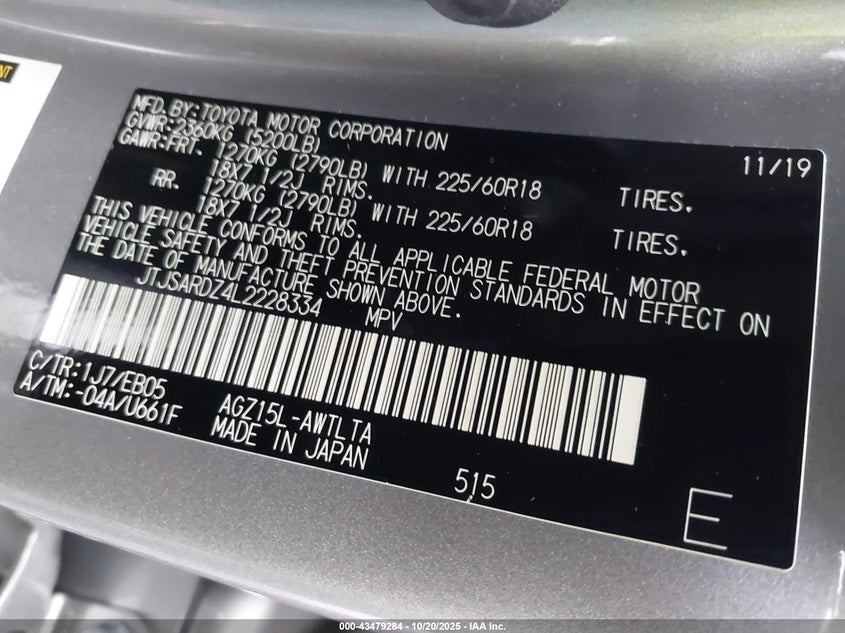 NT
MFD.BY:TOYOTA MOTOR CORPORATION 11/19
GVWR:2360KG (5200LB)
GAWR:FRT. 1270KG (2790LB) WITH 225/60R18 TIRES.
18X7 1/2J RIMS.
RR. 1270KG (2790LB) WITH 225/60R18 TIRES.
18X7 1/2J RIMS.
THIS VEHICLE CONFORMS TO ALL APPLICABLE FEDERAL MOTOR
VEHICLE SAFETY AND THEFT PREVENTION STANDARDS IN EFFECT ON
THE DATE OF MANUFACTURE SHOWN ABOVE.
JTJSARDZ4L2228334 MPV
C/TR:1J7/EB05 AGZ15L-AWTLTA
A/TM:-04A/U661F MADE IN JAPAN
515
E
000-43479284 - 10/20/2025 - IAA Inc.